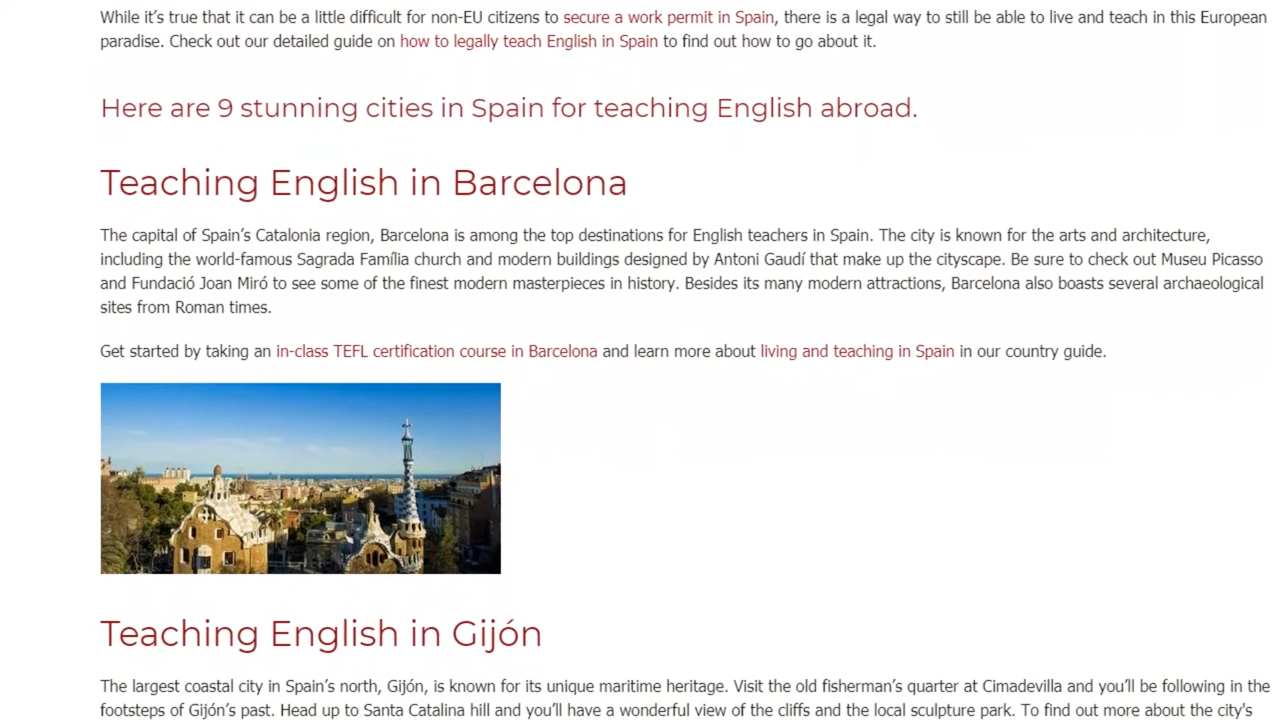 While it’s true that it can be a little difficult for non-EU citizens to secure a work permit in Spain, there is a legal way to still be able to live and teach in this European
paradise. Check out our detailed guide on how to legally teach English in Spain to find out how to go about it.
Here are 9 stunning cities in Spain for teaching English abroad.
Teaching English in Barcelona
The capital of Spain’s Catalonia region, Barcelona is among the top destinations for English teachers in Spain. The city is known for the arts and architecture,
including the world-famous Sagrada Família church and modern buildings designed by Antoni Gaudí that make up the cityscape. Be sure to check out Museu Picasso
and Fundació Joan Miró to see some of the finest modern masterpieces in history. Besides its many modern attractions, Barcelona also boasts several archaeological
sites from Roman times.
Get started by taking an in-class TEFL certification course in Barcelona and learn more about living and teaching in Spain in our country guide.
Teaching English in Gijón
The largest coastal city in Spain’s north, Gijón, is known for its unique maritime heritage. Visit the old fisherman’s quarter at Cimadevilla and you’ll be following in the
footsteps of Gijón’s past. Head up to Santa Catalina hill and you’ll have a wonderful view of the cliffs and the local sculpture park. To find out more about the city's